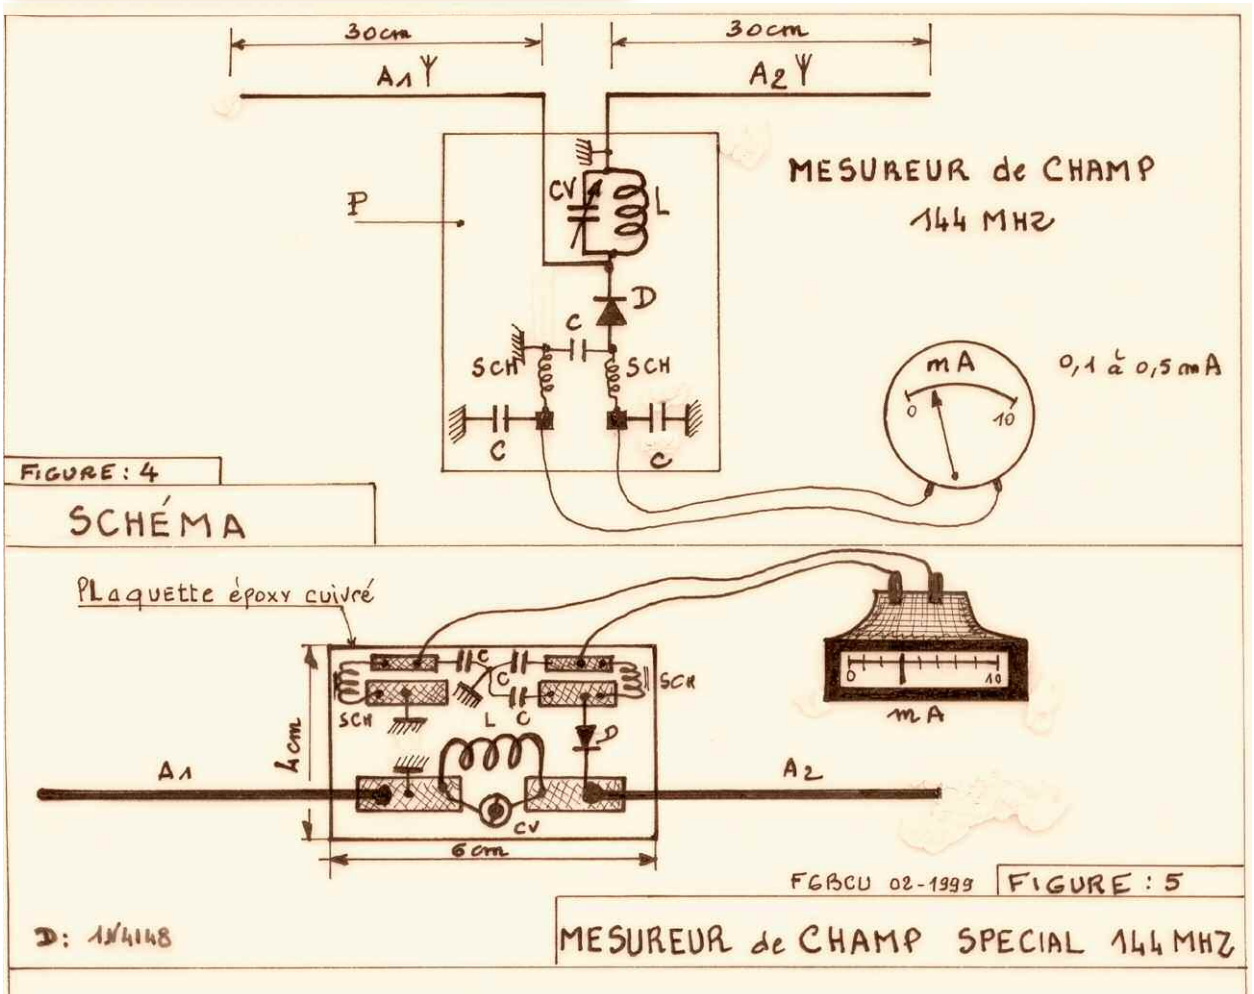 30cm
30cm
A1
A2
MESUREUR de CHAMP
144 MHZ
CV
L
P
D
C
SCH
SCH
mA
0,1 à 0,5 mA
0
10
C
C
FIGURE : 4
SCHÉMA
PLaquette époxy cuivré
C
C
SCH
SCH
L
C
D
0
10
mA
4cm
A1
A2
CV
6cm
F6BCU 02-1999
FIGURE : 5
D: 1N4148
MESUREUR de CHAMP SPECIAL 144 MHZ